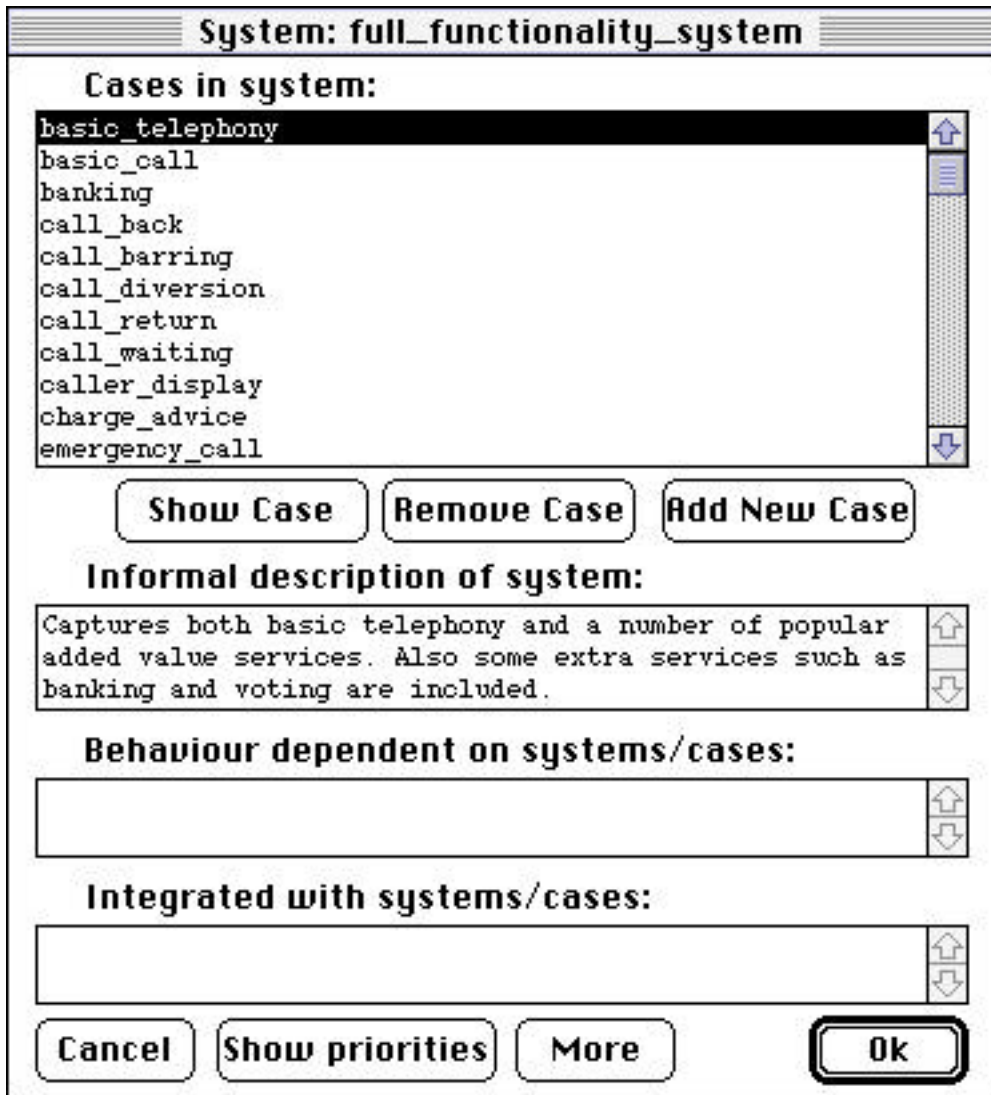 System: full_functionality_system
Cases in system:
basic_telephony
basic_call
banking
call_back
call_barring
call_diversion
call_return
call_waiting
caller_display
charge_advice
emergency_call
Show Case Remove Case Add New Case
Informal description of system:
Captures both basic telephony and a number of popular
added value services. Also some extra services such as
banking and voting are included.
Behaviour dependent on systems/cases:
Integrated with systems/cases:
Cancel Show priorities More Ok